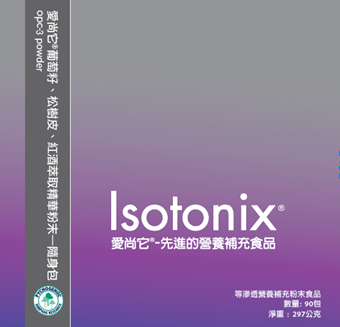 愛尚它®葡萄籽、松樹皮、紅酒萃取精華粉末—隨身包
opc-3 powder
Isotonix®
愛尚它®-先進的營養補充食品
等滲透營養補充粉末食品
數量: 90包
淨重：297公克